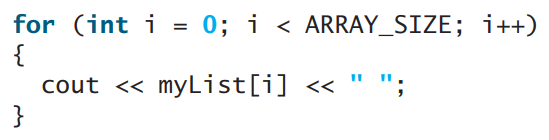 for (int i = 0; i < ARRAY_SIZE; i++)
{
  cout << myList[i] << " ";
}